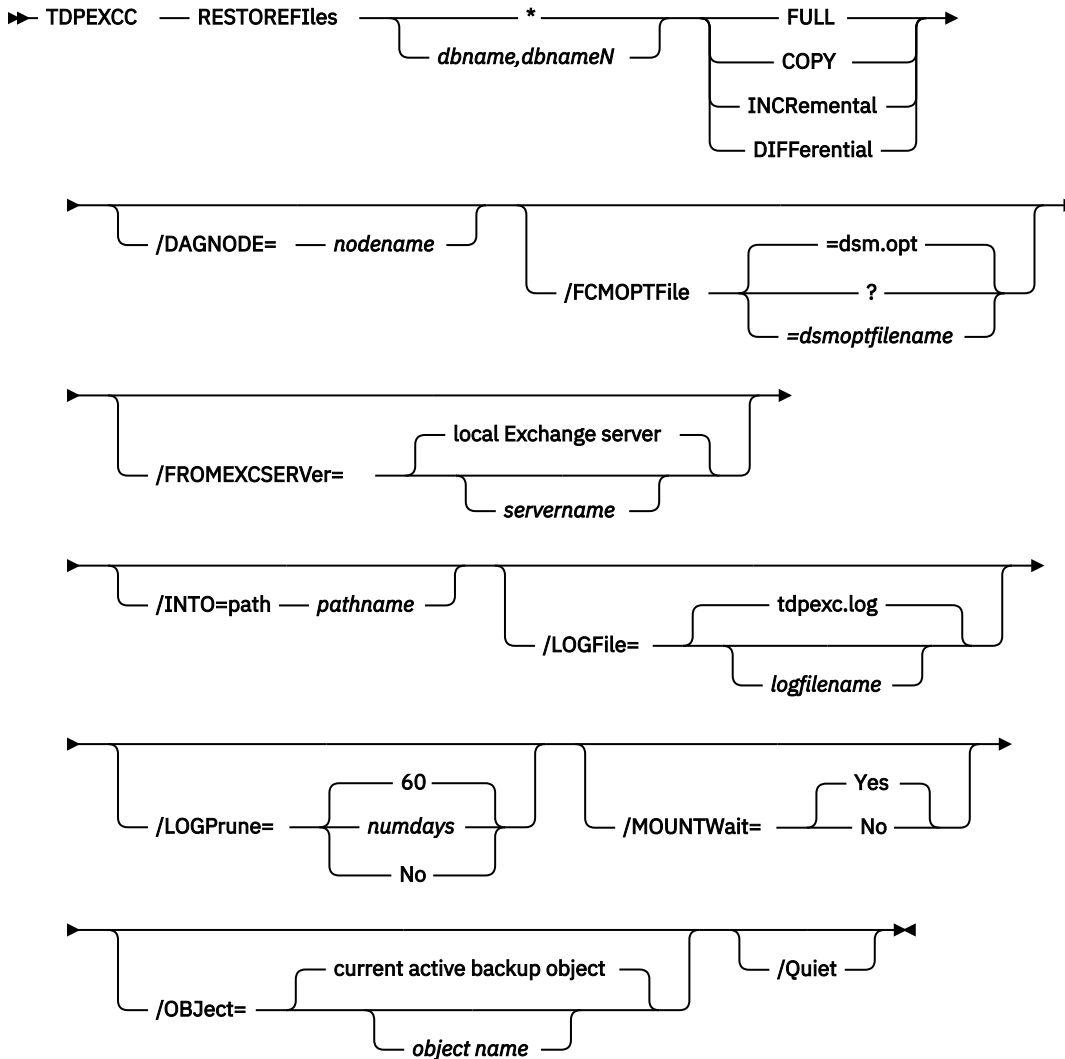 TDPEXCC RESTOREFIles * FULL
dbname,dbnameN COPY
INCRemental
DIFFerential
/DAGNODE= nodename =dsm.opt
/FCMOPTFile ?
=dsmoptfilename
local Exchange server
/FROMEXCSERVer=
servername
/INTO=path pathname tdpexc.log
/LOGFile=
logfilename
60 Yes
/LOGPrune= numdays /MOUNTWait= No
No
current active backup object /Quiet
/OBJect=
object name